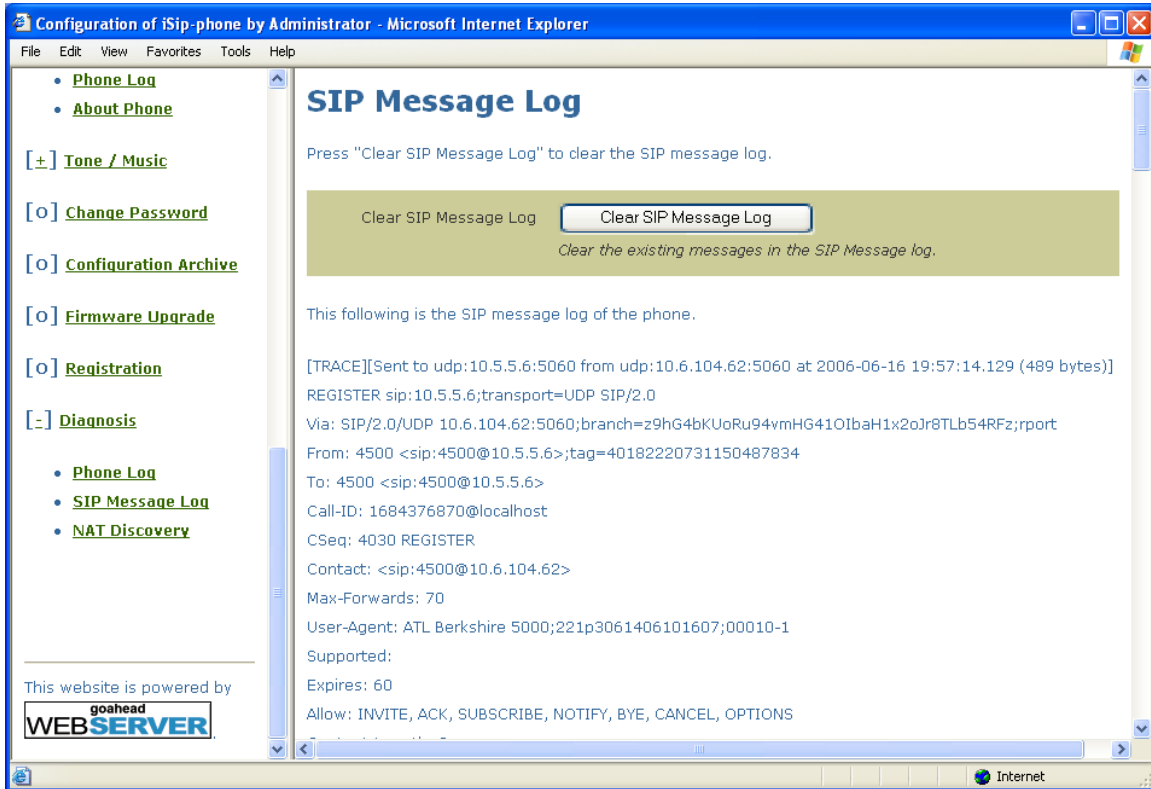 Configuration of iSip-phone by Administrator - Microsoft Internet Explorer
File Edit View Favorites Tools Help
Phone Log
About Phone
[+] Tone / Music
[O] Change Password
[O] Configuration Archive
[O] Firmware Upgrade
[O] Registration
[-] Diagnosis
Phone Log
SIP Message Log
NAT Discovery
This website is powered by
goahead
WEBSERVER.
SIP Message Log
Press "Clear SIP Message Log" to clear the SIP message log.
Clear SIP Message Log Clear SIP Message Log
Clear the existing messages in the SIP Message log.
This following is the SIP message log of the phone.
[TRACE][Sent to udp:10.5.5.6:5060 from udp:10.6.104.62:5060 at 2006-06-16 19:57:14.129 (489 bytes)]
REGISTER sip:10.5.5.6;transport=UDP SIP/2.0
Via: SIP/2.0/UDP 10.6.104.62:5060;branch=z9hG4bKUoRu94vmHG41OIbaH1x2oJr8TLb54RFz;rport
From: 4500 <sip:4500@10.5.5.6>;tag=40182220731150487834
To: 4500 <sip:4500@10.5.5.6>
Call-ID: 1684376870@localhost
CSeq: 4030 REGISTER
Contact: <sip:4500@10.6.104.62>
Max-Forwards: 70
User-Agent: ATL Berkshire 5000;221p3061406101607;00010-1
Supported:
Expires: 60
Allow: INVITE, ACK, SUBSCRIBE, NOTIFY, BYE, CANCEL, OPTIONS
Internet